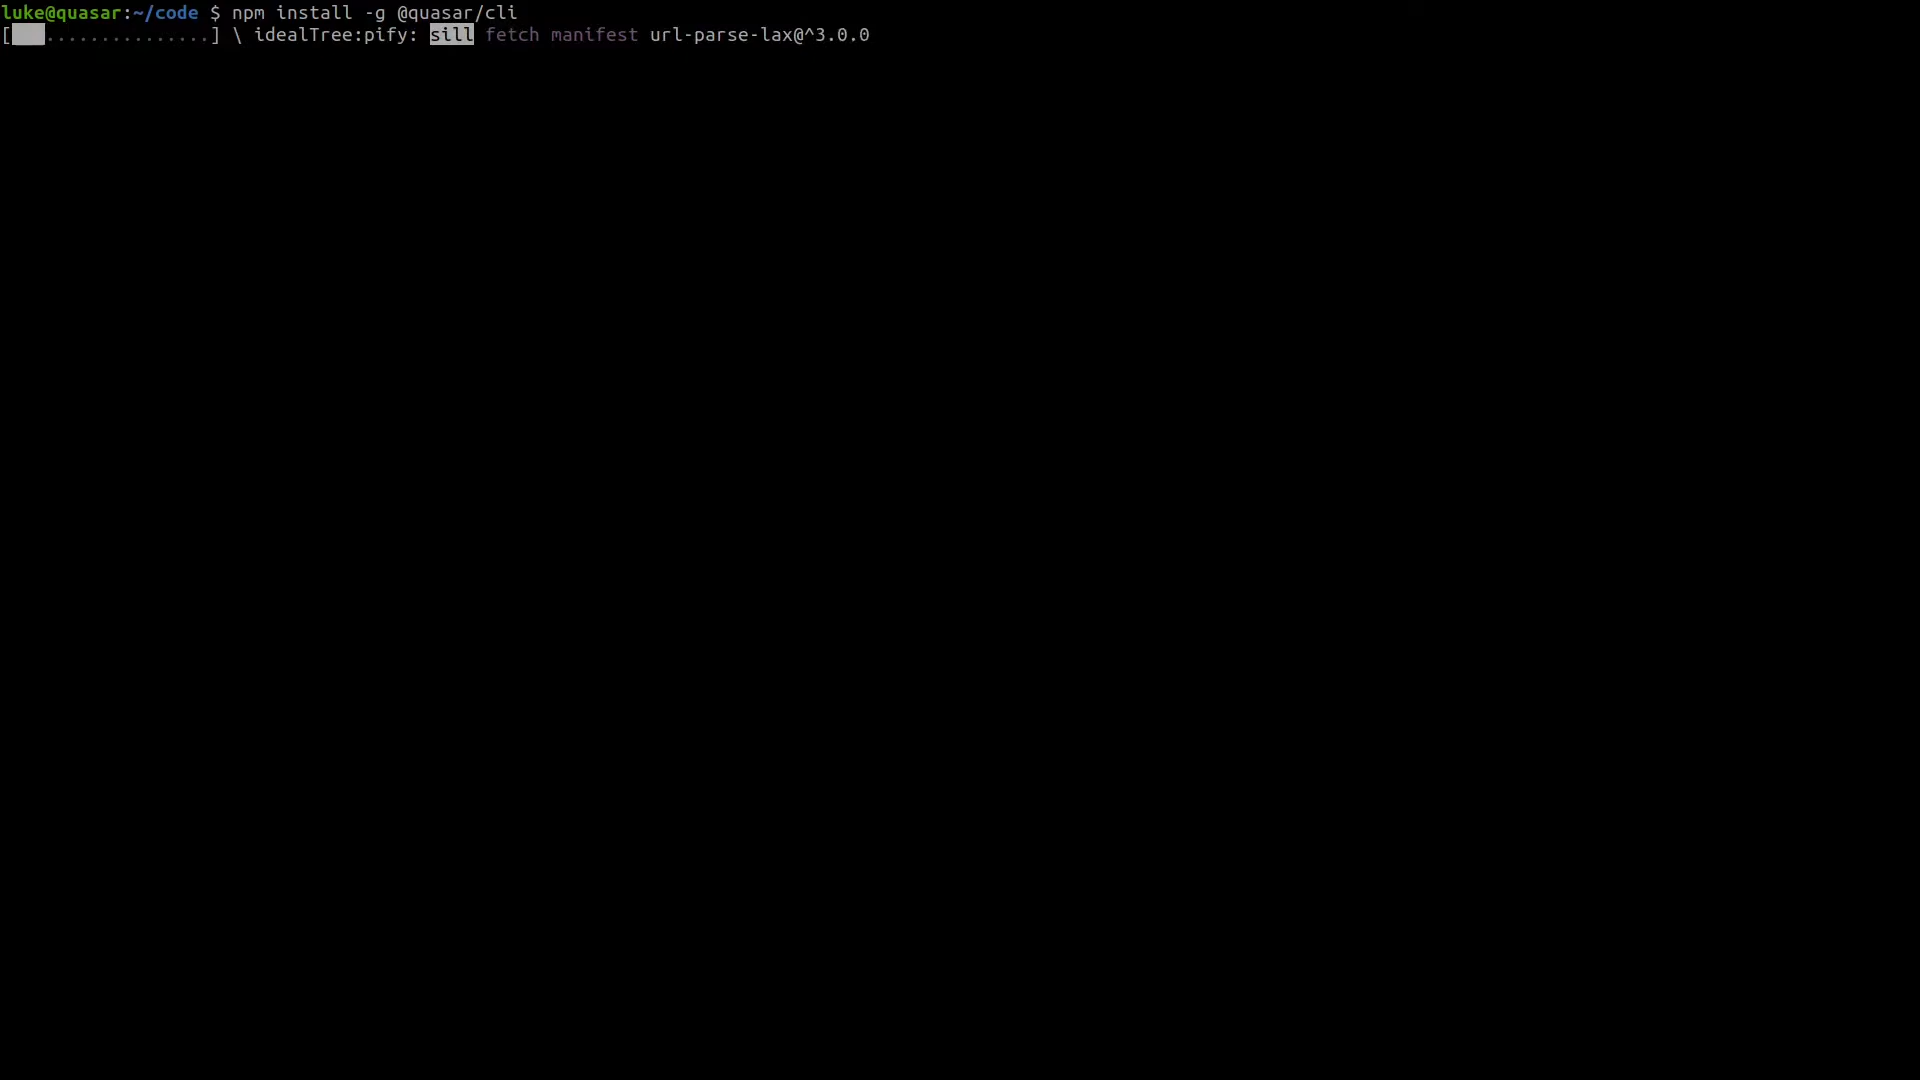 luke@quasar:~/code $ npm install -g @quasar/cli
[███...............] \ idealTree:pify: sill fetch manifest url-parse-lax@^3.0.0